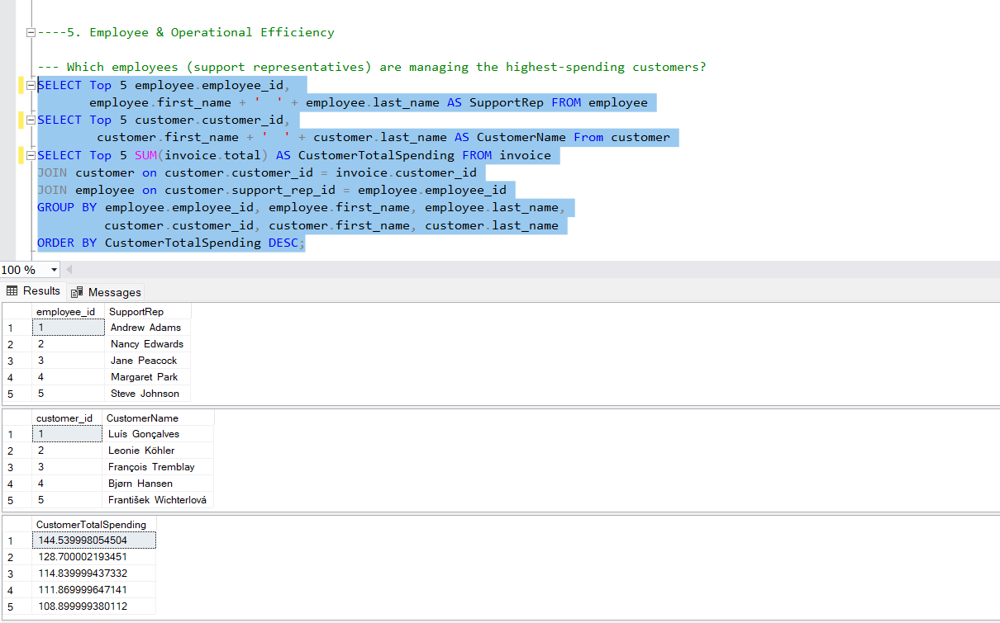 ----5. Employee & Operational Efficiency
--- Which employees (support representatives) are managing the highest-spending customers?
SELECT Top 5 employee.employee_id,
employee.first_name + ' ' + employee.last_name AS SupportRep FROM employee
SELECT Top 5 customer.customer_id,
customer.first_name + ' ' + customer.last_name AS CustomerName From customer
SELECT Top 5 SUM(invoice.total) AS CustomerTotalSpending FROM invoice
JOIN customer on customer.customer_id = invoice.customer_id
JOIN employee on customer.support_rep_id = employee.employee_id
GROUP BY employee.employee_id, employee.first_name, employee.last_name,
customer.customer_id, customer.first_name, customer.last_name
ORDER BY CustomerTotalSpending DESC;
100 %
Results Messages
employee_id SupportRep
1 1 Andrew Adams
2 2 Nancy Edwards
3 3 Jane Peacock
4 4 Margaret Park
5 5 Steve Johnson
customer_id CustomerName
1 1 Luís Gonçalves
2 2 Leonie Köhler
3 3 François Tremblay
4 4 Bjørn Hansen
5 5 František Wichterlová
CustomerTotalSpending
1 144.539998054504
2 128.700002193451
3 114.839999437332
4 111.869999647141
5 108.899999380112